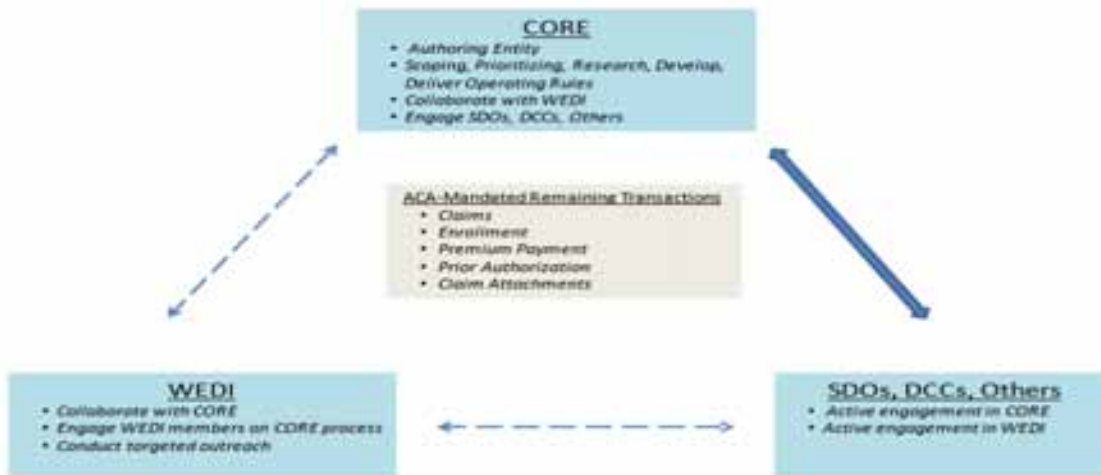 CORE
• Authoring Entity
• Scoping, Prioritizing, Research, Develop,
Deliver Operating Rules
• Collaborate with WEDI
• Engage SDOs, DCCs, Others
ACA-Mandated Remaining Transactions
• Claims
• Enrollment
• Premium Payment
• Prior Authorization
• Claim Attachments
WEDI
• Collaborate with CORE
• Engage WEDI members on CORE process
• Conduct targeted outreach
SDOs, DCCs, Others
• Active engagement in CORE
• Active engagement in WEDI